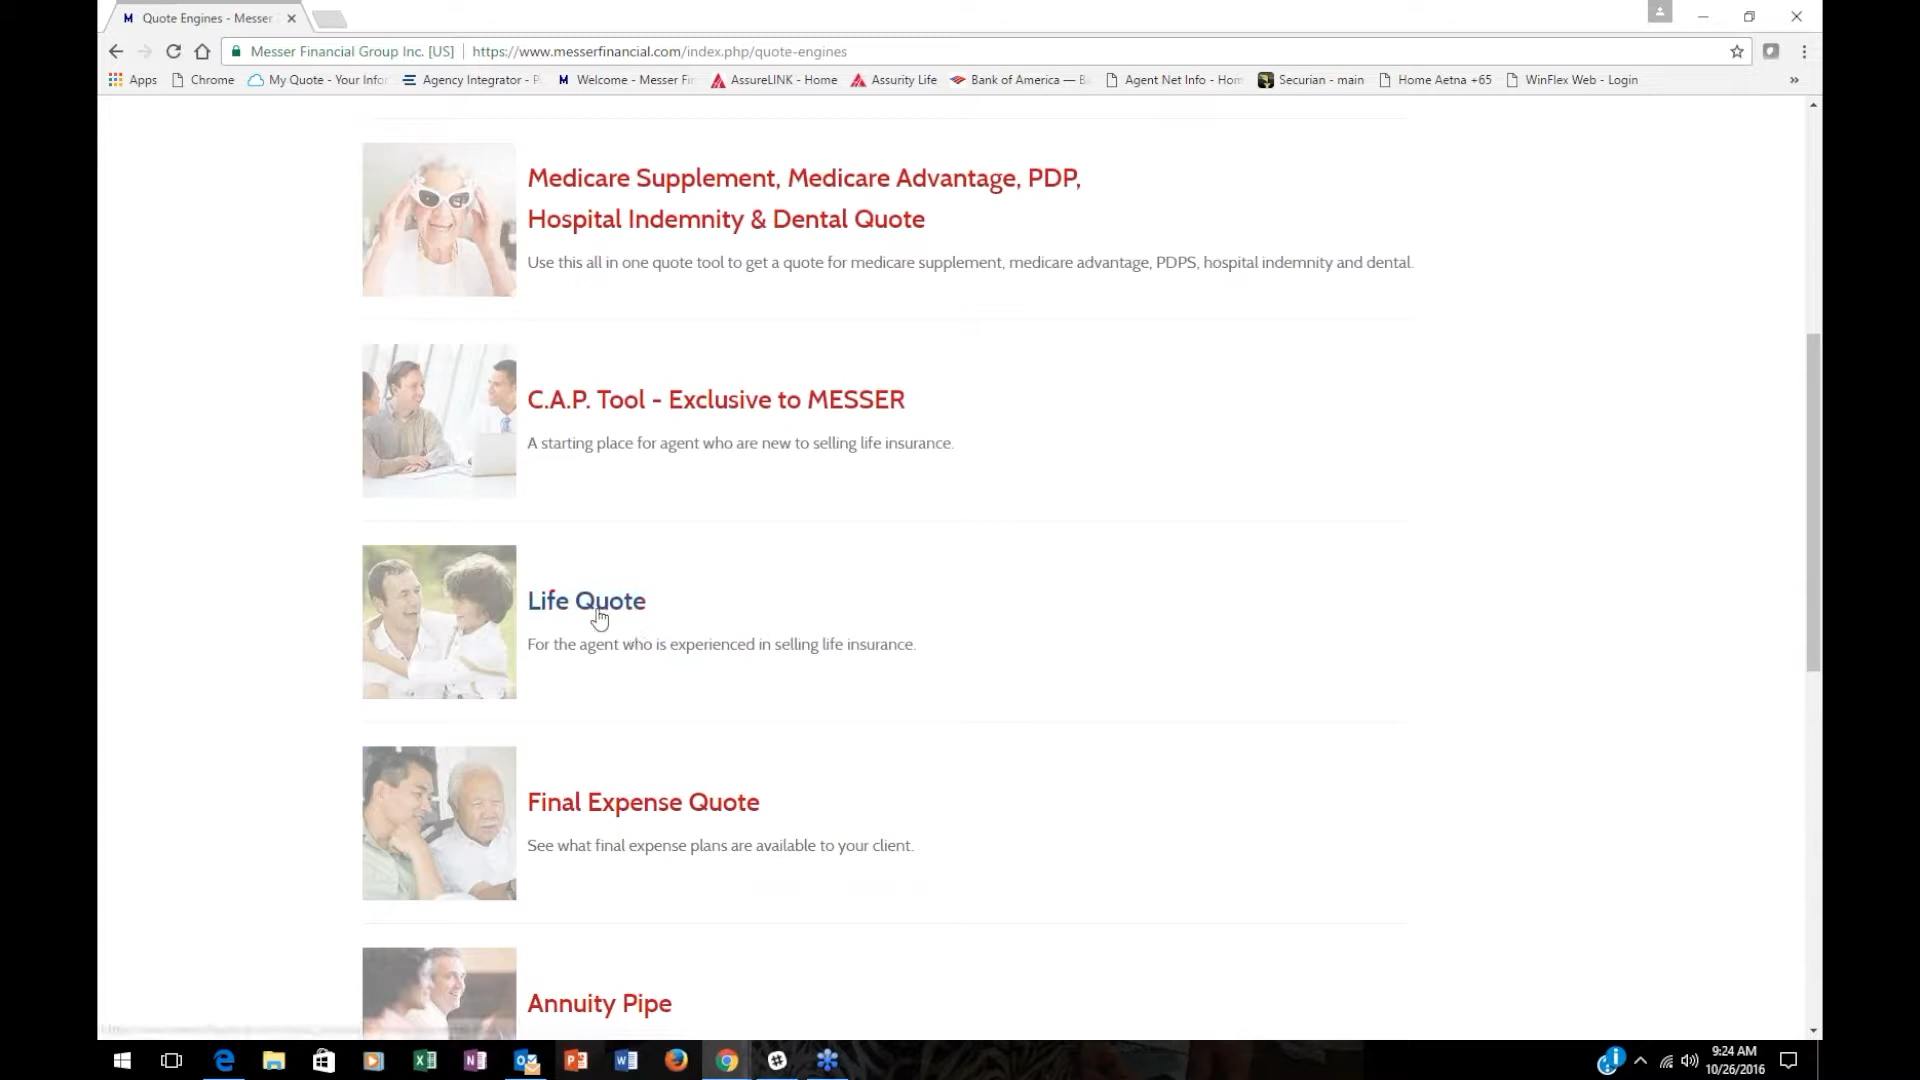 M Quote Engines - Messer
Messer Financial Group Inc. [US] | https://www.messerfinancial.com/index.php/quote-engines
Apps Chrome My Quote - Your Infor Agency Integrator - P M Welcome - Messer Fin AssureLINK - Home Assurity Life Bank of America — B Agent Net Info - Hom Securian - main Home Aetna +65 WinFlex Web - Login »
Medicare Supplement, Medicare Advantage, PDP,
Hospital Indemnity & Dental Quote
Use this all in one quote tool to get a quote for medicare supplement, medicare advantage, PDPS, hospital indemnity and dental.
C.A.P. Tool - Exclusive to MESSER
A starting place for agent who are new to selling life insurance.
Life Quote
For the agent who is experienced in selling life insurance.
Final Expense Quote
See what final expense plans are available to your client.
Annuity Pipe
9:24 AM
10/26/2016